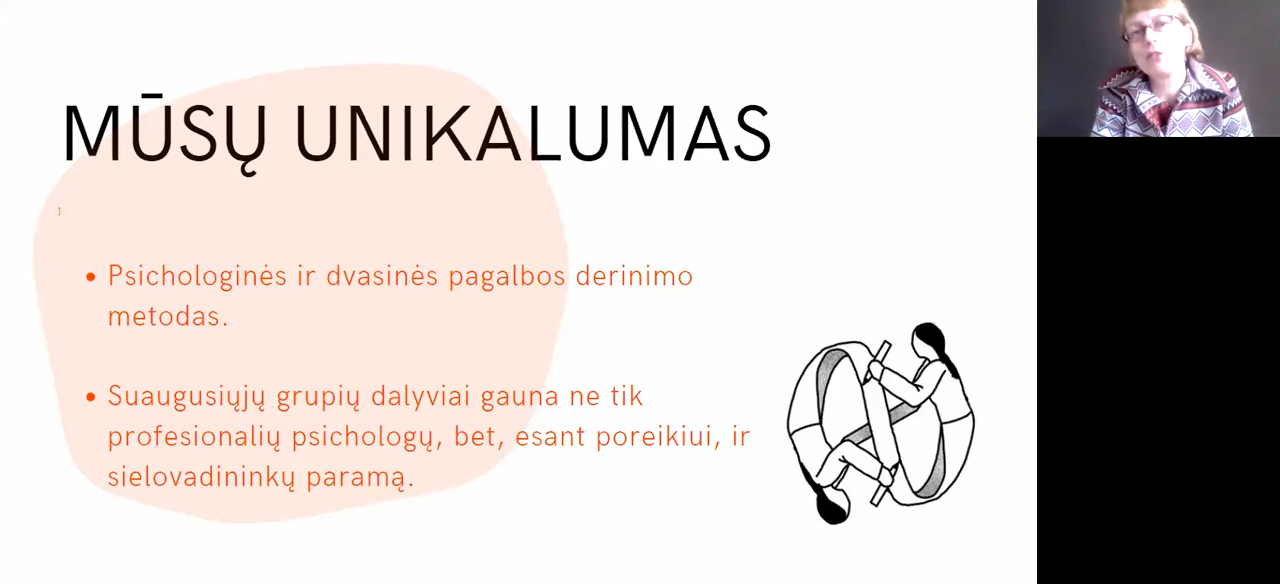 MŪSŲ UNIKALUMAS
• Psichologinės ir dvasinės pagalbos derinimo
metodas.
• Suaugusiųjų grupių dalyviai gauna ne tik
profesionalių psichologų, bet, esant poreikiui, ir
sielovadininkų paramą.